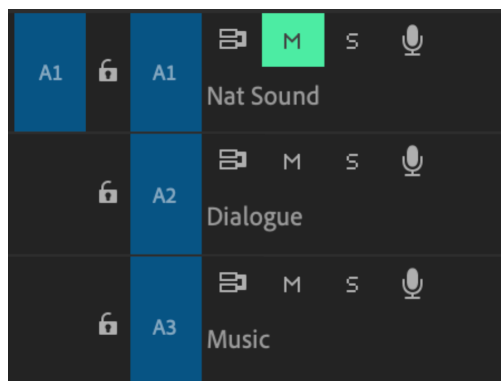 A1 A1 M S
Nat Sound
A2 M S
Dialogue
A3 M S
Music